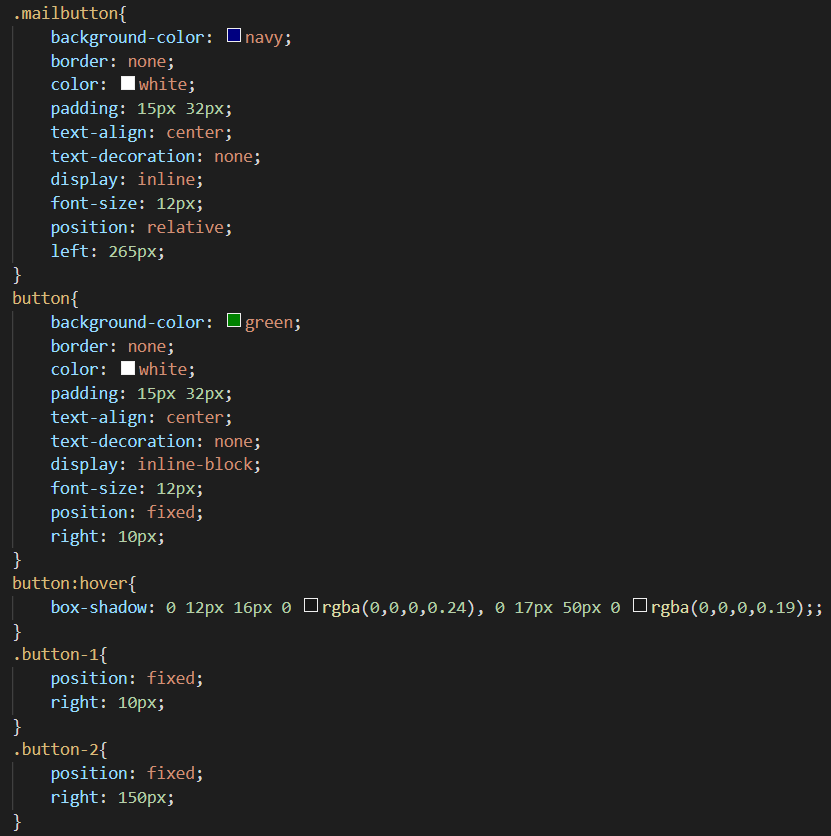 .mailbutton{
    background-color: navy;
    border: none;
    color: white;
    padding: 15px 32px;
    text-align: center;
    text-decoration: none;
    display: inline;
    font-size: 12px;
    position: relative;
    left: 265px;
}
button{
    background-color: green;
    border: none;
    color: white;
    padding: 15px 32px;
    text-align: center;
    text-decoration: none;
    display: inline-block;
    font-size: 12px;
    position: fixed;
    right: 10px;
}
button:hover{
    box-shadow: 0 12px 16px 0 rgba(0,0,0,0.24), 0 17px 50px 0 rgba(0,0,0,0.19);;
}
.button-1{
    position: fixed;
    right: 10px;
}
.button-2{
    position: fixed;
    right: 150px;
}